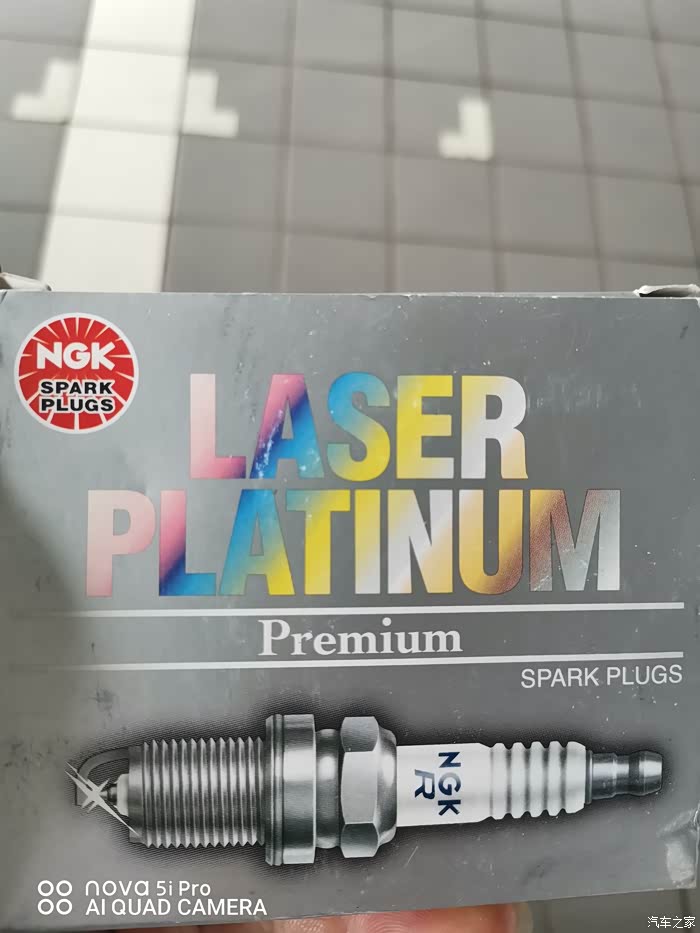 NGK
SPARK
PLUGS
LASER
PLATINUM
Premium
SPARK PLUGS
NGK
R
nova 5i Pro
AI QUAD CAMERA
汽车之家